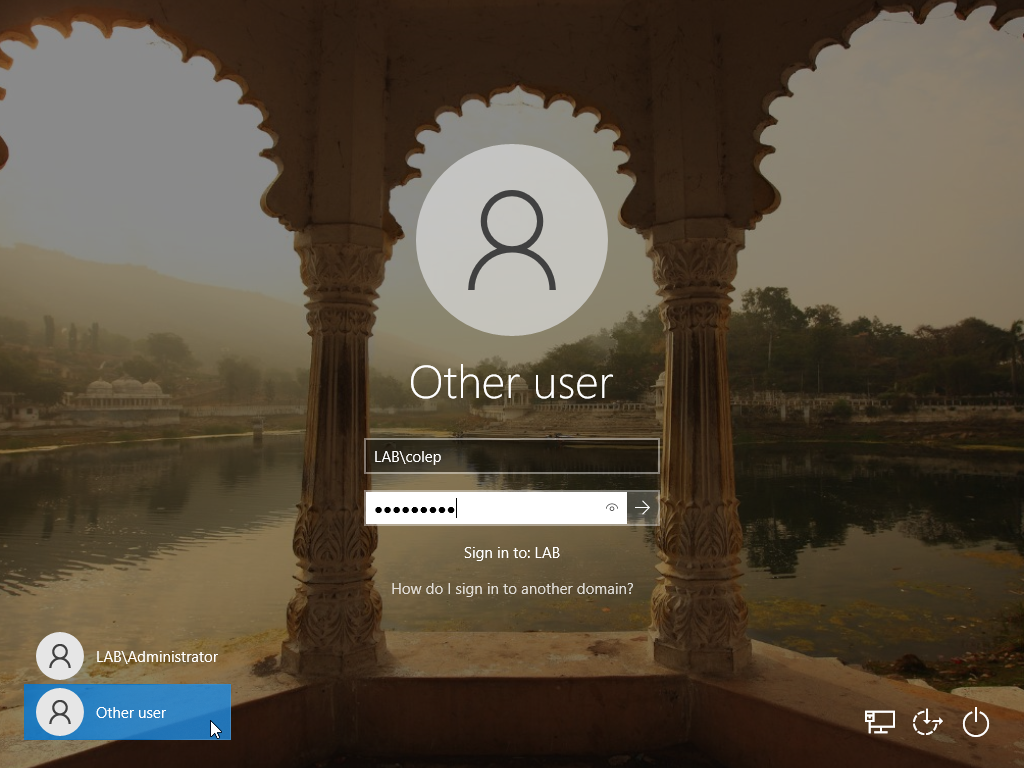 Other user
LAB\colep
Sign in to: LAB
How do I sign in to another domain?
LAB\Administrator
Other user